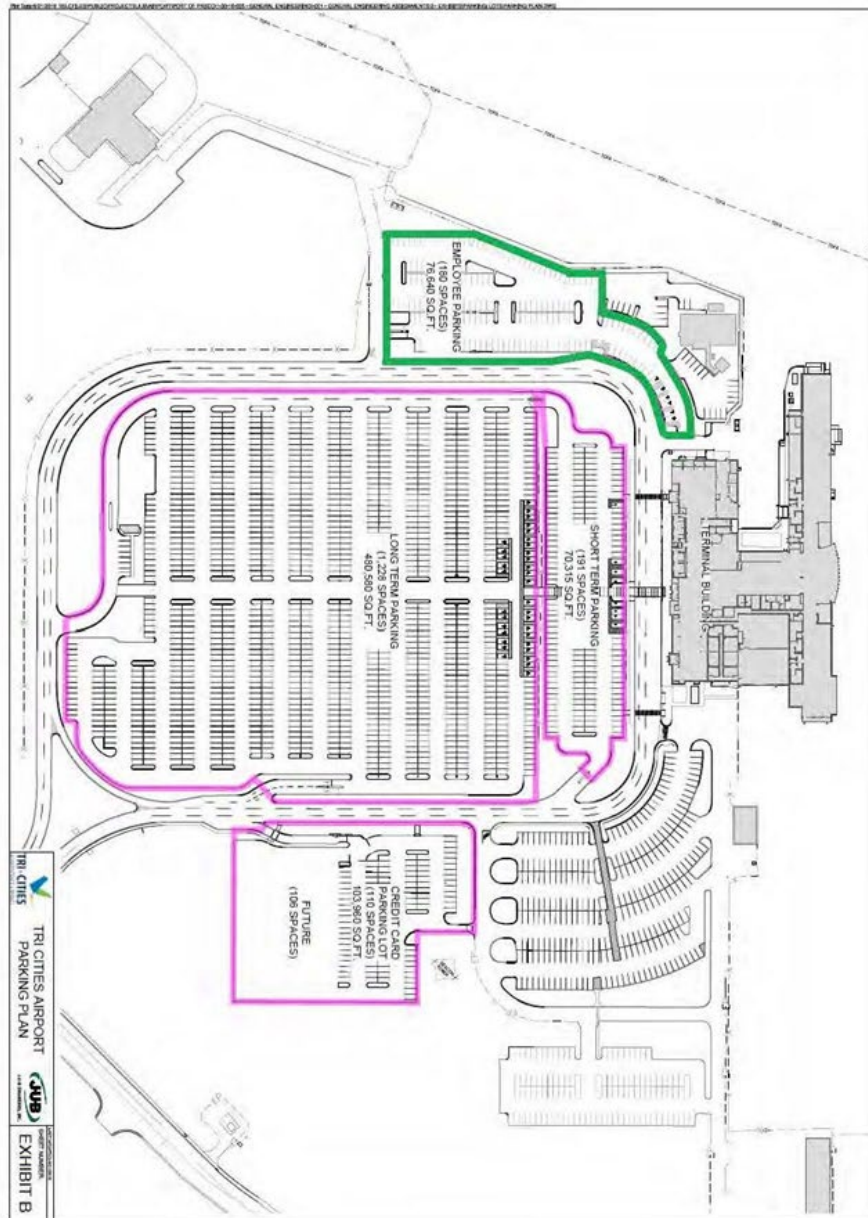 EMPLOYEE PARKING
(180 SPACES)
76,640 SQ.FT.
SHORT TERM PARKING
(191 SPACES)
70,315 SQ.FT.
TERMINAL BUILDING
LONG TERM PARKING
(1,228 SPACES)
480,580 SQ.FT.
CREDIT CARD
PARKING LOT
(110 SPACES)
103,960 SQ.FT.
FUTURE
(106 SPACES)
TRI-CITIES
TRI CITIES AIRPORT
PARKING PLAN
JUB
SHEET NUMBER:
EXHIBIT B